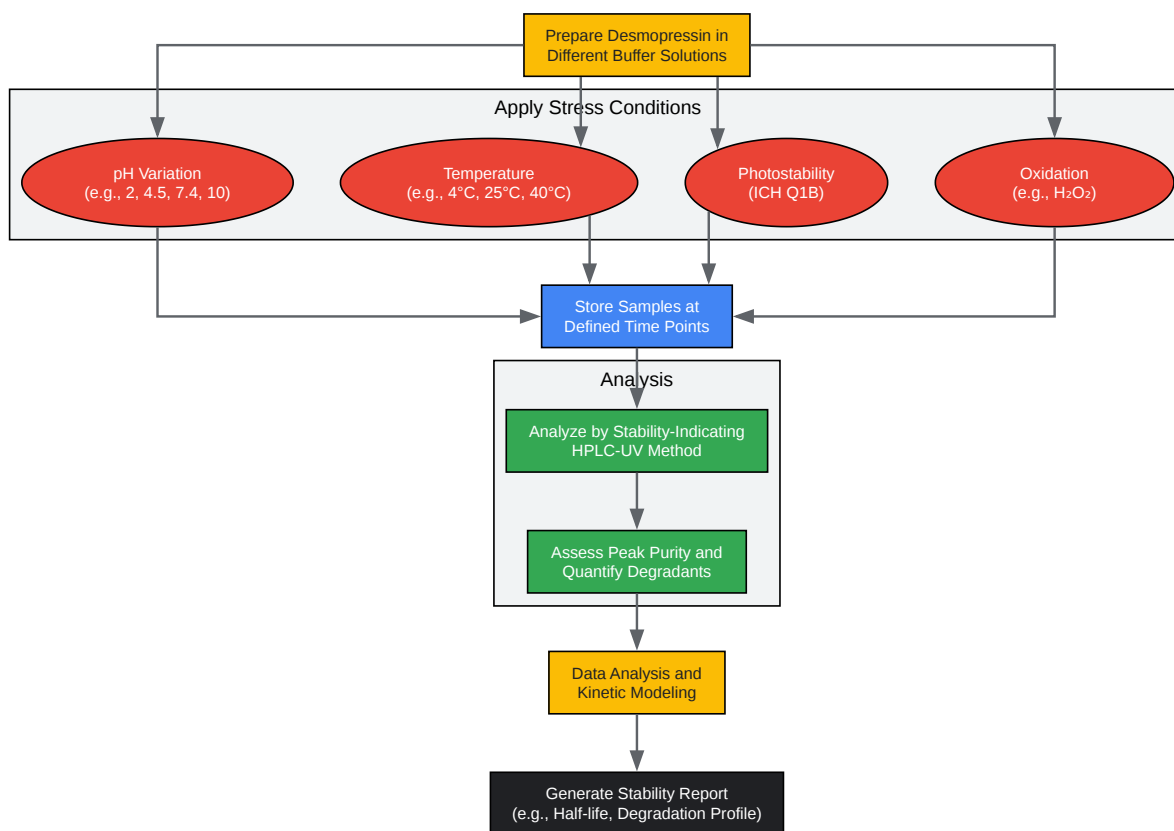 Prepare Desmopressin in
Different Buffer Solutions
Apply Stress Conditions
pH Variation
(e.g., 2, 4.5, 7.4, 10)
Temperature
(e.g., 4°C, 25°C, 40°C)
Photostability
(ICH Q1B)
Oxidation
(e.g., H₂O₂)
Store Samples at
Defined Time Points
Analysis
Analyze by Stability-Indicating
HPLC-UV Method
Assess Peak Purity and
Quantify Degradants
Data Analysis and
Kinetic Modeling
Generate Stability Report
(e.g., Half-life, Degradation Profile)